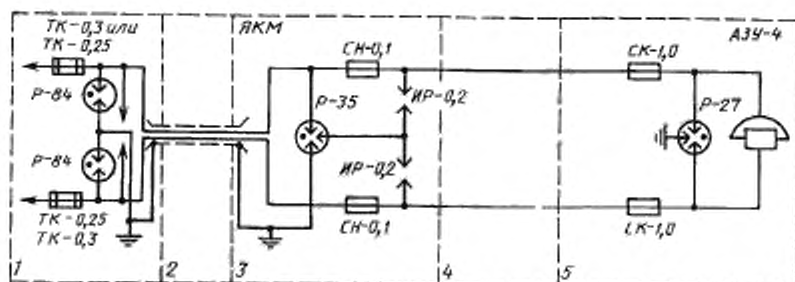 ТК-0,3 или
ТК-0,25
Р-84
Р-84
ТК-0,25
ТК-0,3
1
2
ЯКМ
СН-0,1
Р-35
ИР-0,2
ИР-0,2
СН-0,1
3
4
АЗУ-4
СК-1,0
Р-27
СК-1,0
5